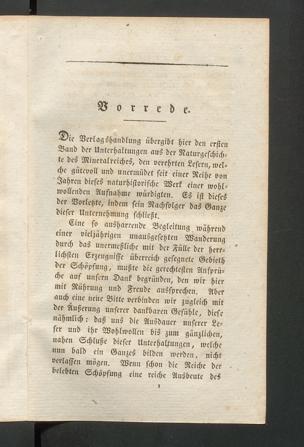 Vorrede.
Die Verlagshandlung übergibt hier den ersten
Band der Unterhaltungen aus der Naturgeschich-
te des Mineralreiches, den verehrten Lesern, wel-
che gütevoll und unermüdet seit einer Reihe von
Jahren dieses naturhistorische Werk einer wohl-
wollenden Aufnahme würdigten. Es ist dieses
der Vorletzte, indem sein Nachfolger das Ganze
dieser Unternehmung schließt.
Eine so ausharrende Begleitung während
einer vieljährigen unausgesetzten Wanderung
durch das unermeßliche mit der Fülle der herr-
lichsten Erzeugnisse überreich gesegnete Gebieth
der Schöpfung, mußte die gerechtesten Ansprü-
che auf unsern Dank begründen, den wir hier
mit Rührung und Freude aussprechen. Aber
auch eine neue Bitte verbinden wir zugleich mit
der Äußerung unserer dankbaren Gefühle, diese
nähmlich: daß uns die Ausdauer unserer Le-
ser und ihr Wohlwollen bis zum gänzlichen,
nahen Schluße dieser Unterhaltungen, welche
nun bald ein Ganzes bilden werden, nicht
verlassen mögen. Wenn schon die Reiche der
belebten Schöpfung eine reiche Ausbeute des
1